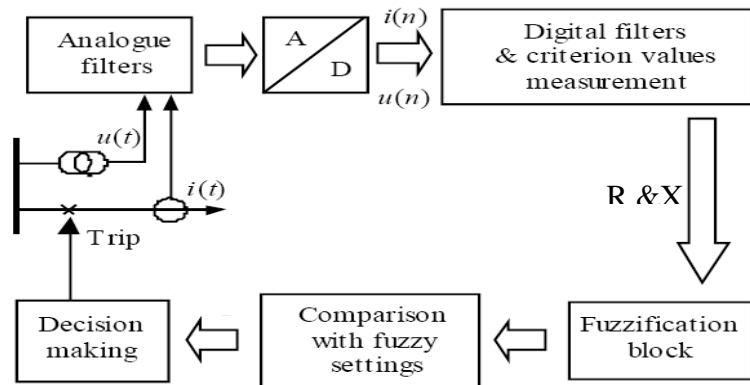 Analogue
filters
A
D
i(n)
u(n)
Digital filters
& criterion values
measurement
u(t)
i(t)
Trip
R &X
Decision
making
Comparison
with fuzzy
settings
Fuzzification
block